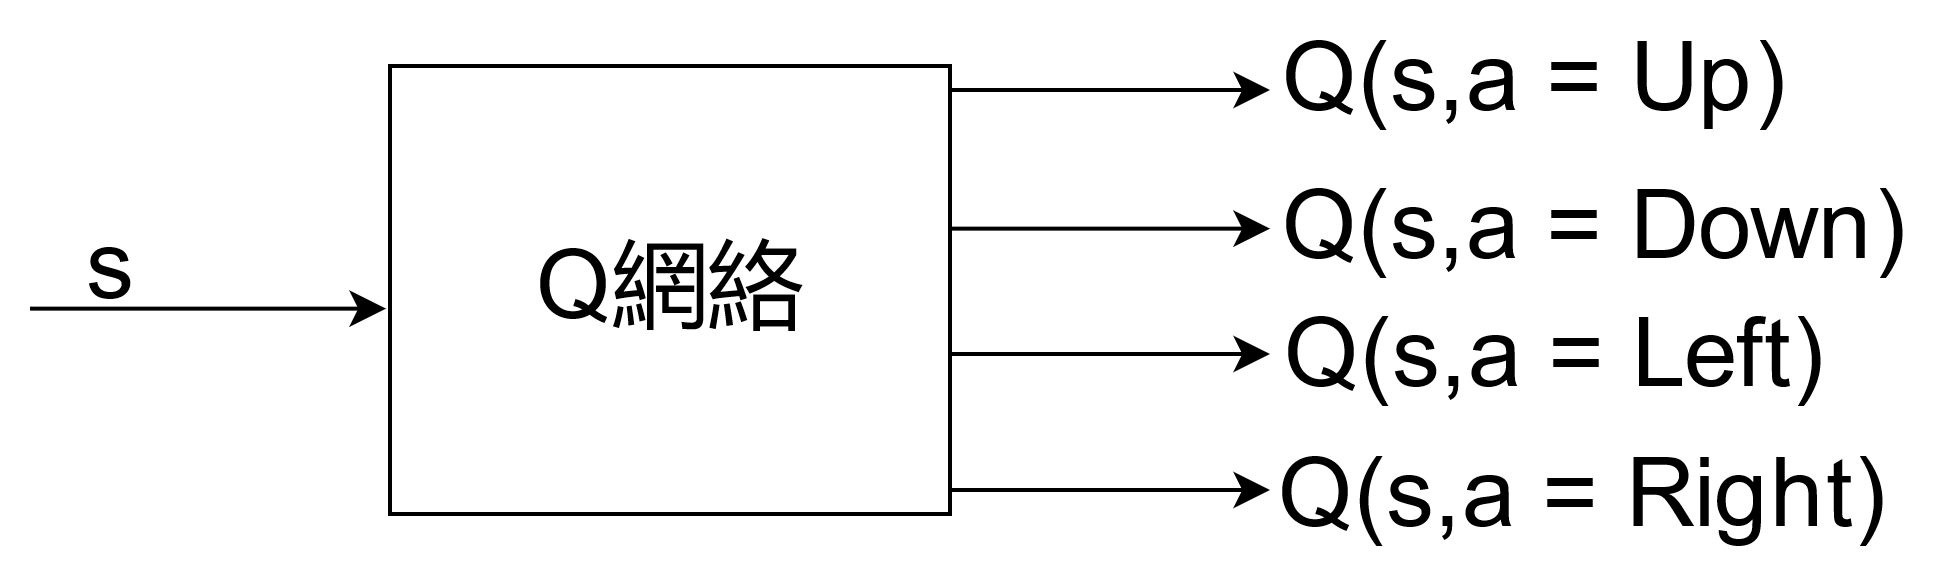 s
Q網絡
Q(s,a = Up)
Q(s,a = Down)
Q(s,a = Left)
Q(s,a = Right)